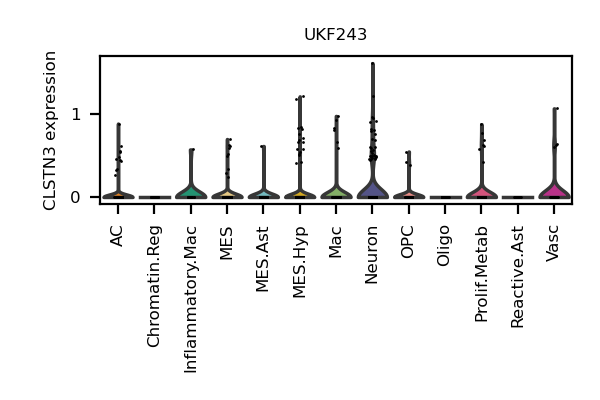 UKF243
CLSTN3 expression
1
0
AC
Chromatin.Reg
Inflammatory.Mac
MES
MES.Ast
MES.Hyp
Mac
Neuron
OPC
Oligo
Prolif.Metab
Reactive.Ast
Vasc